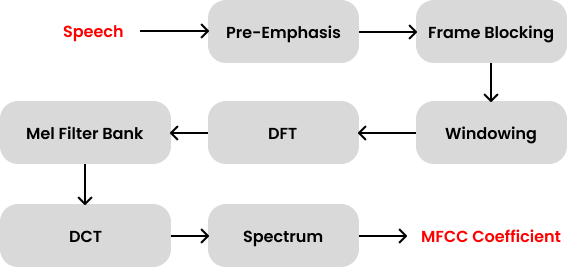 Speech
Pre-Emphasis
Frame Blocking
Windowing
DFT
Mel Filter Bank
DCT
Spectrum
MFCC Coefficient